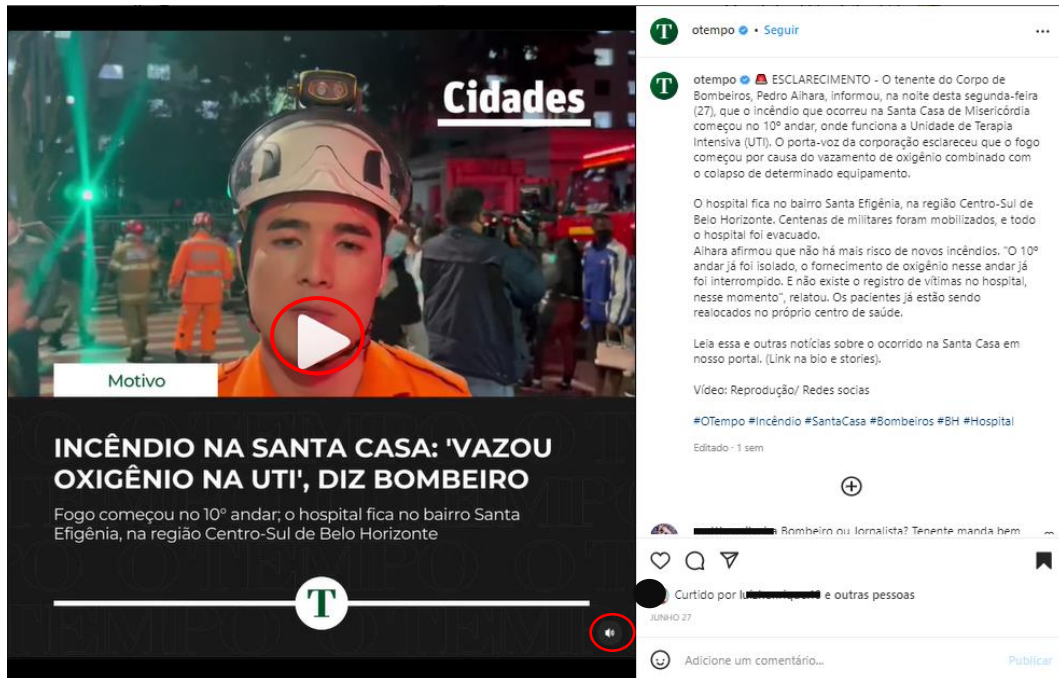 Cidades
Motivo
INCÊNDIO NA SANTA CASA: 'VAZOU
OXIGÊNIO NA UTI', DIZ BOMBEIRO
Fogo começou no 10° andar; o hospital fica no bairro Santa
Efigênia, na região Centro-Sul de Belo Horizonte
T
T otempo • Seguir
T otempo 🚨 ESCLARECIMENTO - O tenente do Corpo de
Bombeiros, Pedro Aihara, informou, na noite desta segunda-feira
(27), que o incêndio que ocorreu na Santa Casa de Misericórdia
começou no 10º andar, onde funciona a Unidade de Terapia
Intensiva (UTI). O porta-voz da corporação esclareceu que o fogo
começou por causa do vazamento de oxigênio combinado com
o colapso de determinado equipamento.
O hospital fica no bairro Santa Efigênia, na região Centro-Sul de
Belo Horizonte. Centenas de militares foram mobilizados, e todo
o hospital foi evacuado.
Aihara afirmou que não há mais risco de novos incêndios. "O 10º
andar já foi isolado, o fornecimento de oxigênio nesse andar já
foi interrompido. E não existe o registro de vítimas no hospital,
nesse momento", relatou. Os pacientes já estão sendo
realocados no próprio centro de saúde.
Leia essa e outras notícias sobre o ocorrido na Santa Casa em
nosso portal. (Link na bio e stories).
Vídeo: Reprodução/ Redes socias
#OTempo #Incêndio #SantaCasa #Bombeiros #BH #Hospital
Editado · 1 sem
Bombeiro ou Jornalista? Tenente manda bem
Curtido por e outras pessoas
JUNHO 27
Adicione um comentário...
Publicar